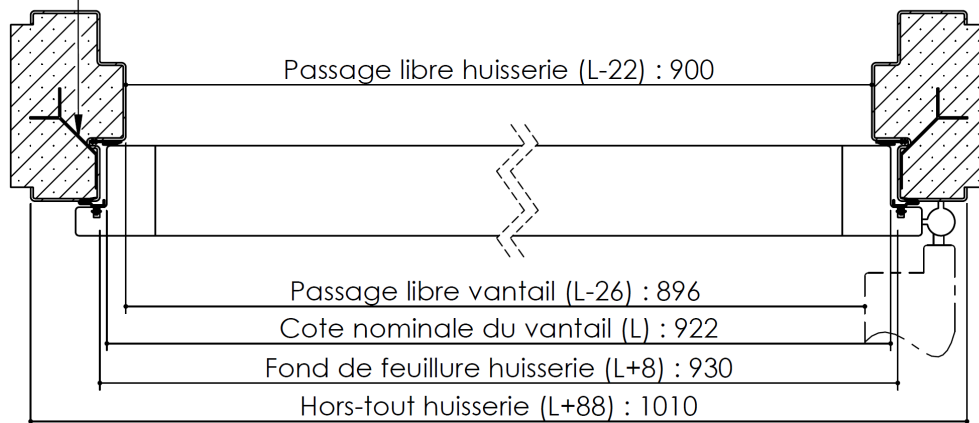 Passage libre huisserie (L-22) : 900
Passage libre vantail (L-26) : 896
Cote nominale du vantail (L) : 922
Fond de feuillure huisserie (L+8) : 930
Hors-tout huisserie (L+88) : 1010